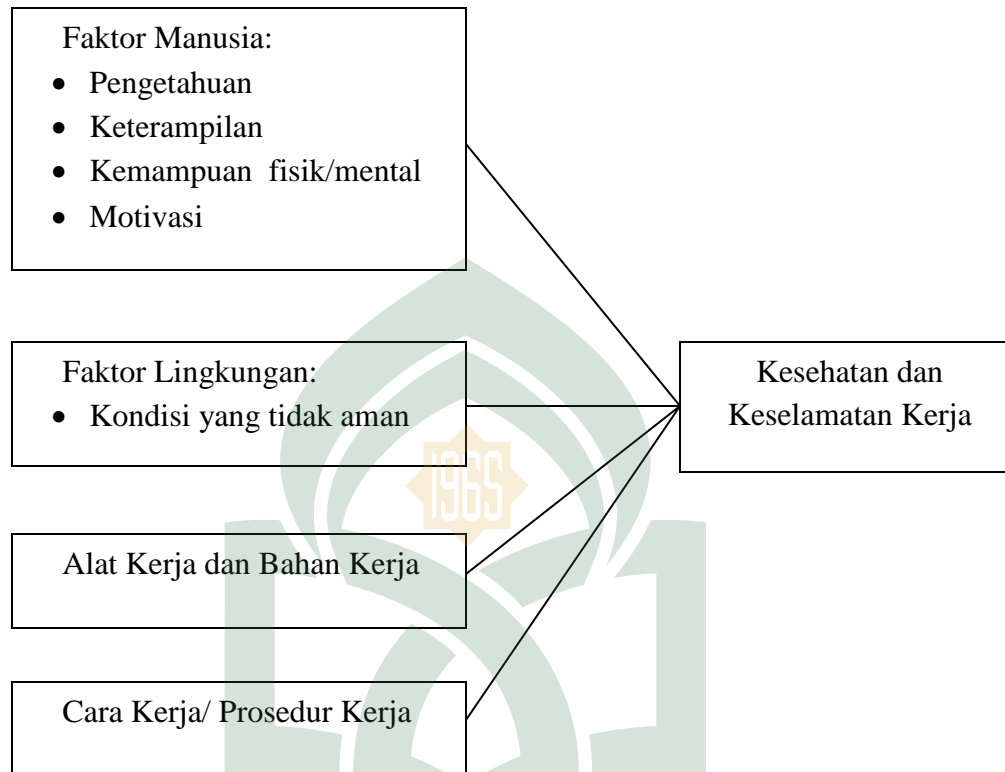 Faktor Manusia:
• Pengetahuan
• Keterampilan
• Kemampuan fisik/mental
• Motivasi
Faktor Lingkungan:
• Kondisi yang tidak aman
Kesehatan dan
Keselamatan Kerja
1965
Alat Kerja dan Bahan Kerja
Cara Kerja/ Prosedur Kerja